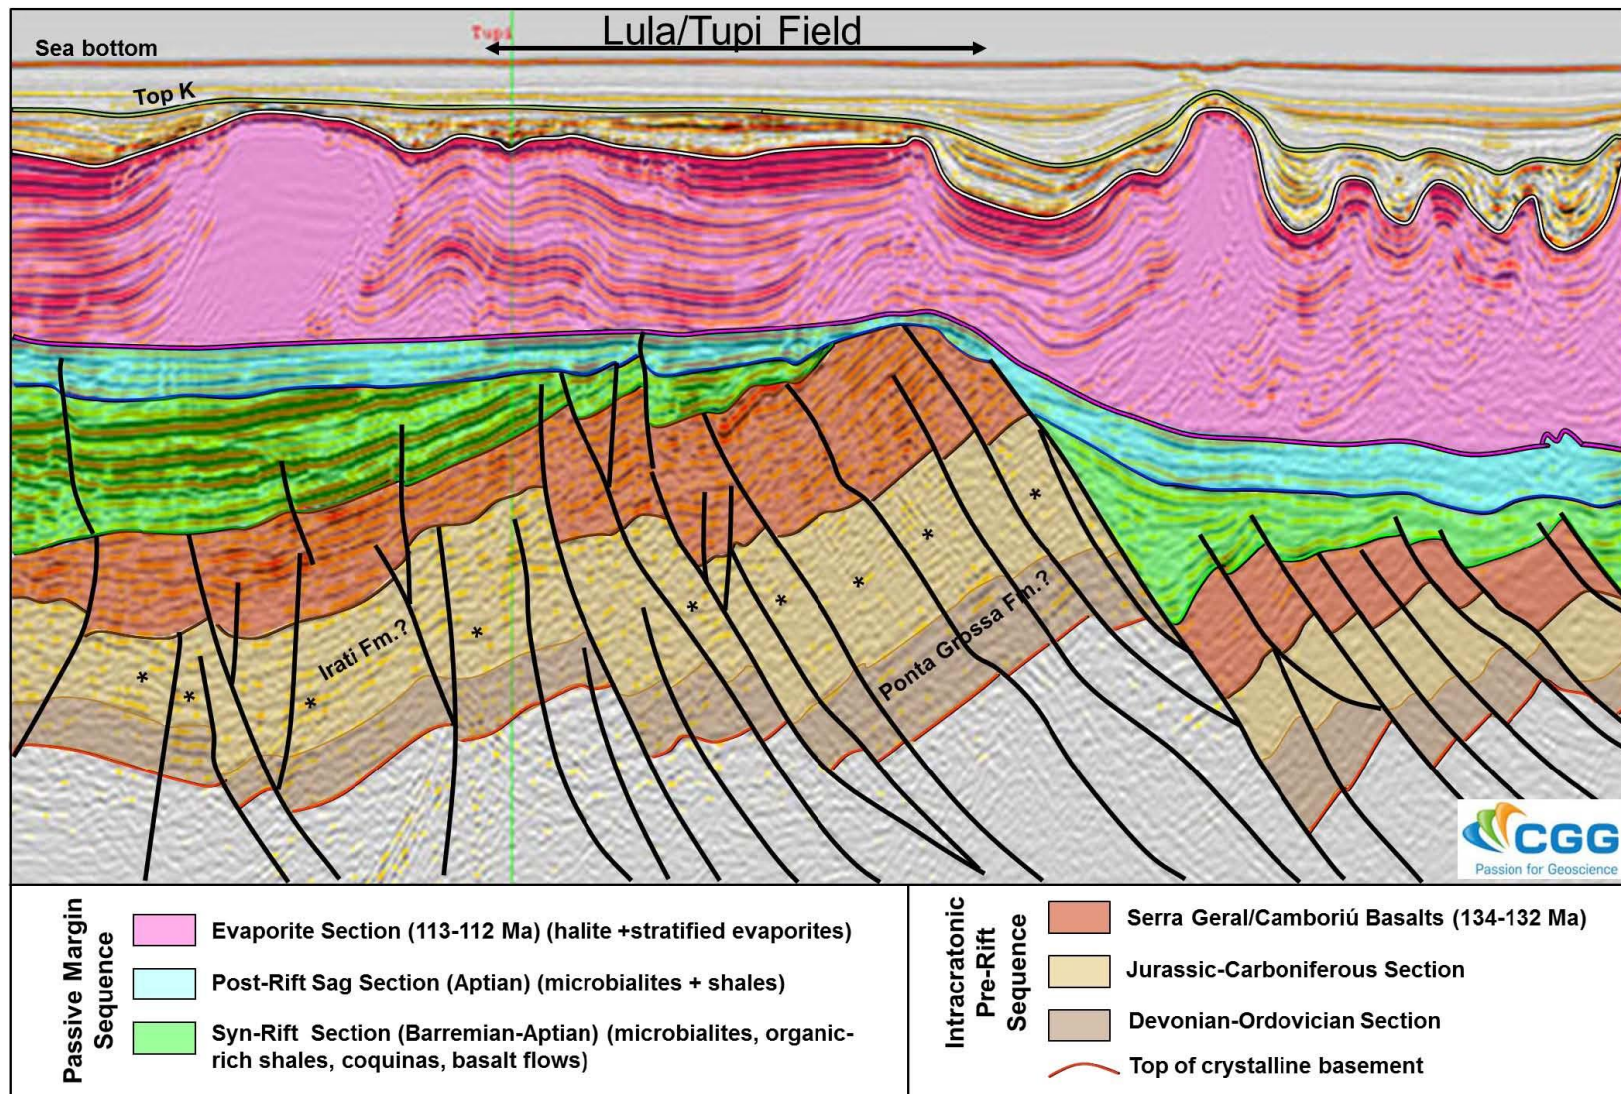 Lula/Tupi Field
Tupi
Sea bottom
Top K
Irati Fm.?
Ponta Grossa Fm.?
*
*
*
*
*
*
*
*
*
CGG
Passion for Geoscience
Passive Margin
Sequence
Evaporite Section (113-112 Ma) (halite +stratified evaporites)
Post-Rift Sag Section (Aptian) (microbialites + shales)
Syn-Rift Section (Barremian-Aptian) (microbialites, organic-
rich shales, coquinas, basalt flows)
Intracratonic
Pre-Rift
Sequence
Serra Geral/Camboriú Basalts (134-132 Ma)
Jurassic-Carboniferous Section
Devonian-Ordovician Section
Top of crystalline basement